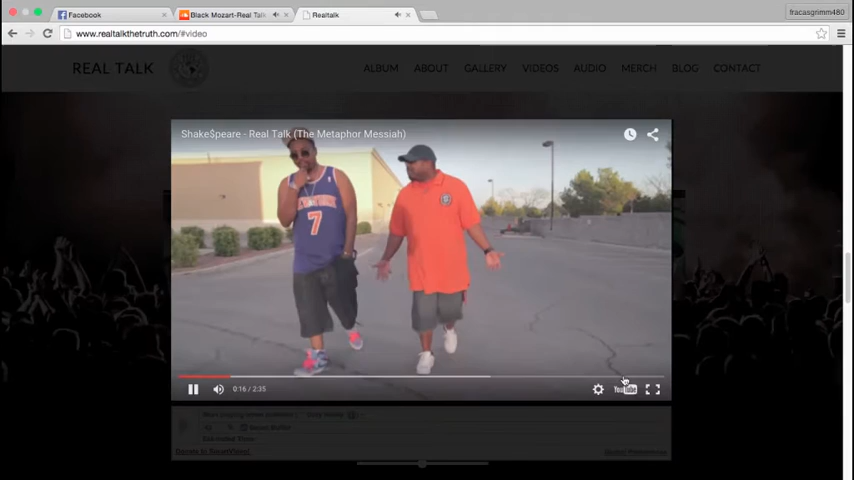 Facebook
Black Mozart-Real Talk
Realtalk
fracasgrimm480
www.realtalkthetruth.com/#video
REAL TALK
ALBUM ABOUT GALLERY VIDEOS AUDIO MERCH BLOG CONTACT
Shake$peare - Real Talk (The Metaphor Messiah)
7
0:16 / 2:35
YouTube